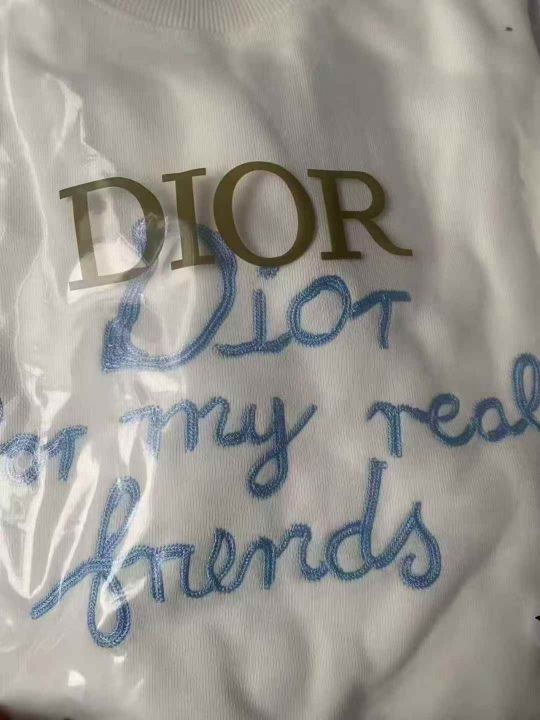 DIOR
Dior
for my real
friends